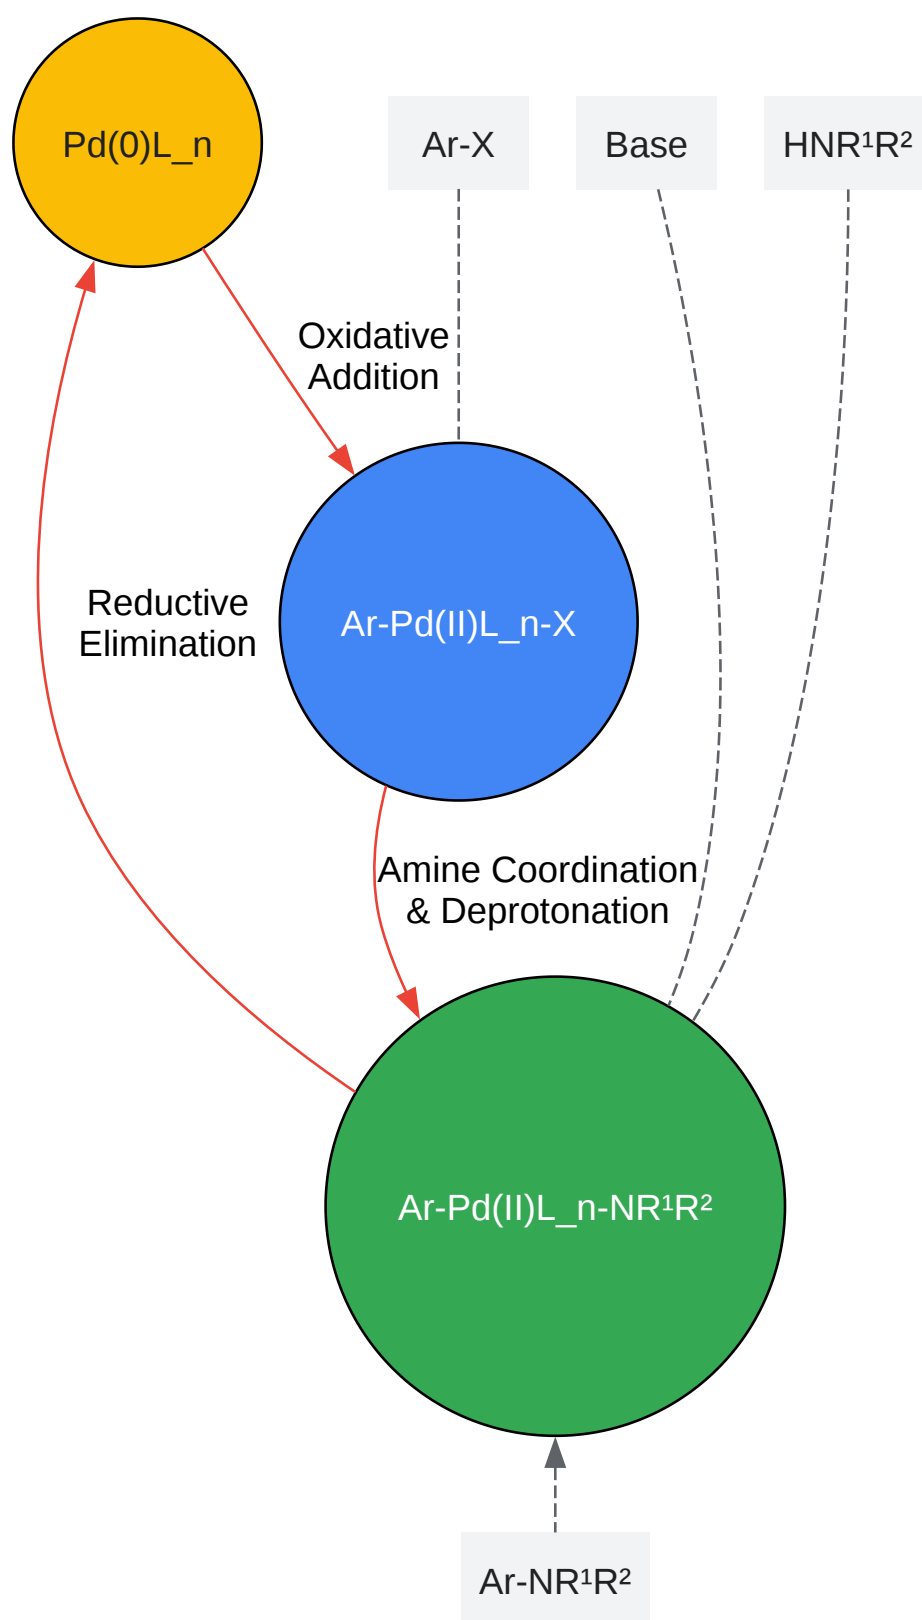 Pd(0)L_n
Ar-X
Base
HNR¹R²
Oxidative
Addition
Reductive
Elimination
Ar-Pd(II)L_n-X
Amine Coordination
& Deprotonation
Ar-Pd(II)L_n-NR¹R²
Ar-NR¹R²